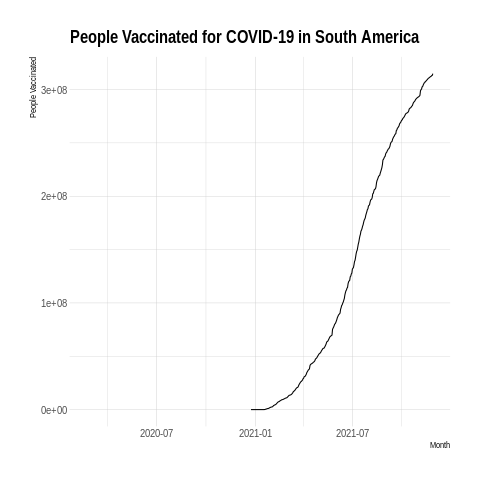 People Vaccinated for COVID-19 in South America
People Vaccinated
3e+08
2e+08
1e+08
0e+00
2020-07
2021-01
2021-07
Month